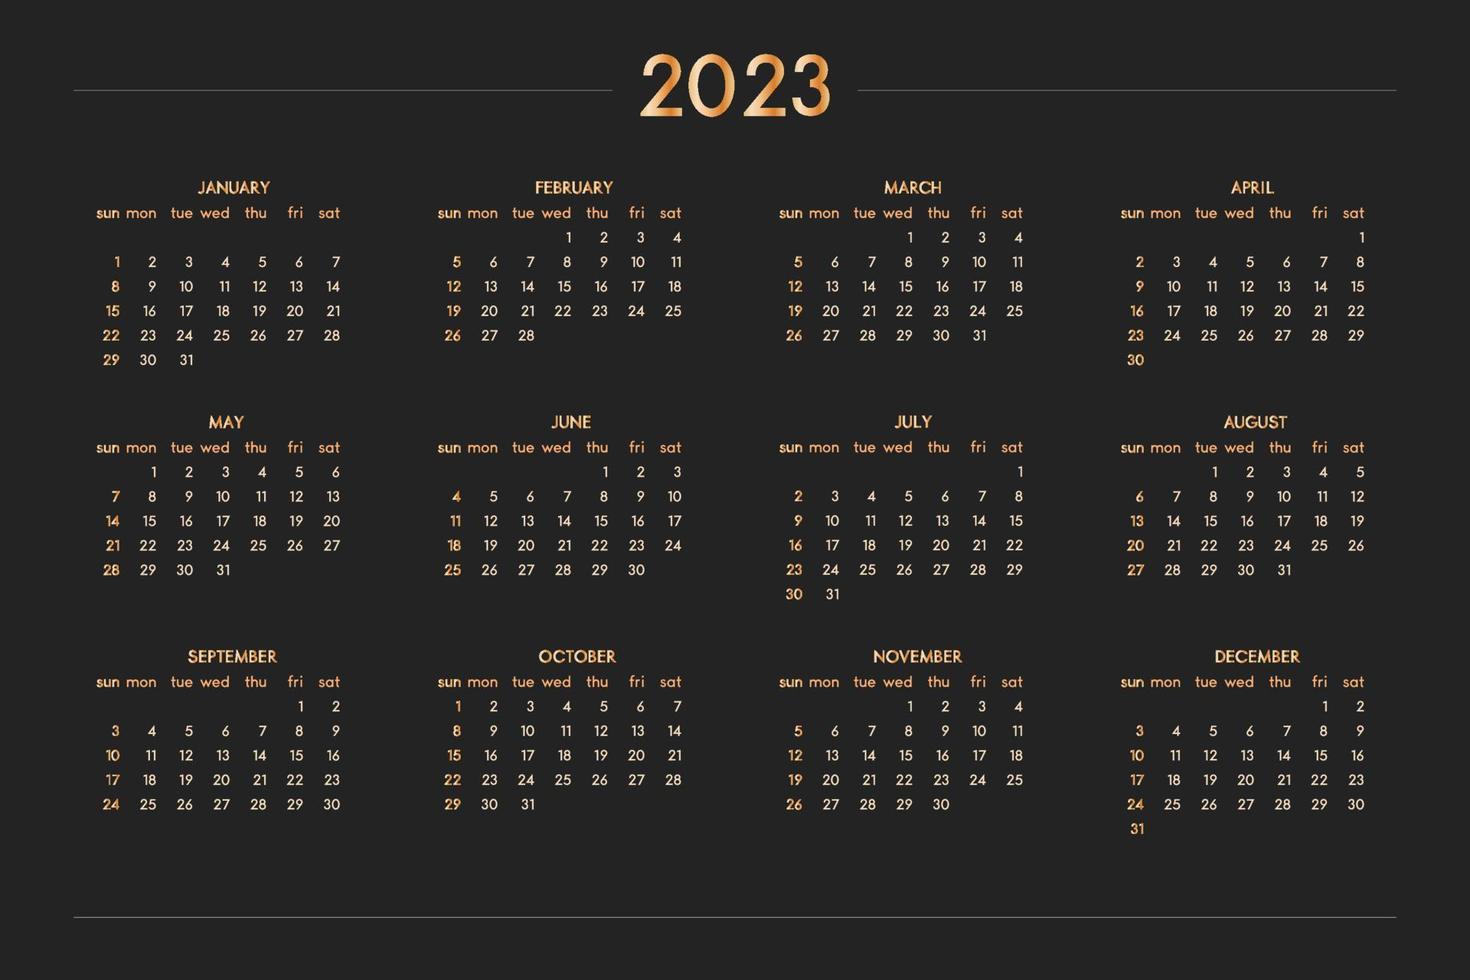 2023
JANUARY
sun mon tue wed thu fri sat
1 2 3 4 5 6 7
8 9 10 11 12 13 14
15 16 17 18 19 20 21
22 23 24 25 26 27 28
29 30 31
FEBRUARY
sun mon tue wed thu fri sat
1 2 3 4
5 6 7 8 9 10 11
12 13 14 15 16 17 18
19 20 21 22 23 24 25
26 27 28
MARCH
sun mon tue wed thu fri sat
1 2 3 4
5 6 7 8 9 10 11
12 13 14 15 16 17 18
19 20 21 22 23 24 25
26 27 28 29 30 31
APRIL
sun mon tue wed thu fri sat
1
2 3 4 5 6 7 8
9 10 11 12 13 14 15
16 17 18 19 20 21 22
23 24 25 26 27 28 29
30
MAY
sun mon tue wed thu fri sat
1 2 3 4 5 6
7 8 9 10 11 12 13
14 15 16 17 18 19 20
21 22 23 24 25 26 27
28 29 30 31
JUNE
sun mon tue wed thu fri sat
1 2 3
4 5 6 7 8 9 10
11 12 13 14 15 16 17
18 19 20 21 22 23 24
25 26 27 28 29 30
JULY
sun mon tue wed thu fri sat
1
2 3 4 5 6 7 8
9 10 11 12 13 14 15
16 17 18 19 20 21 22
23 24 25 26 27 28 29
30 31
AUGUST
sun mon tue wed thu fri sat
1 2 3 4 5
6 7 8 9 10 11 12
13 14 15 16 17 18 19
20 21 22 23 24 25 26
27 28 29 30 31
SEPTEMBER
sun mon tue wed thu fri sat
1 2
3 4 5 6 7 8 9
10 11 12 13 14 15 16
17 18 19 20 21 22 23
24 25 26 27 28 29 30
OCTOBER
sun mon tue wed thu fri sat
1 2 3 4 5 6 7
8 9 10 11 12 13 14
15 16 17 18 19 20 21
22 23 24 25 26 27 28
29 30 31
NOVEMBER
sun mon tue wed thu fri sat
1 2 3 4
5 6 7 8 9 10 11
12 13 14 15 16 17 18
19 20 21 22 23 24 25
26 27 28 29 30
DECEMBER
sun mon tue wed thu fri sat
1 2
3 4 5 6 7 8 9
10 11 12 13 14 15 16
17 18 19 20 21 22 23
24 25 26 27 28 29 30
31